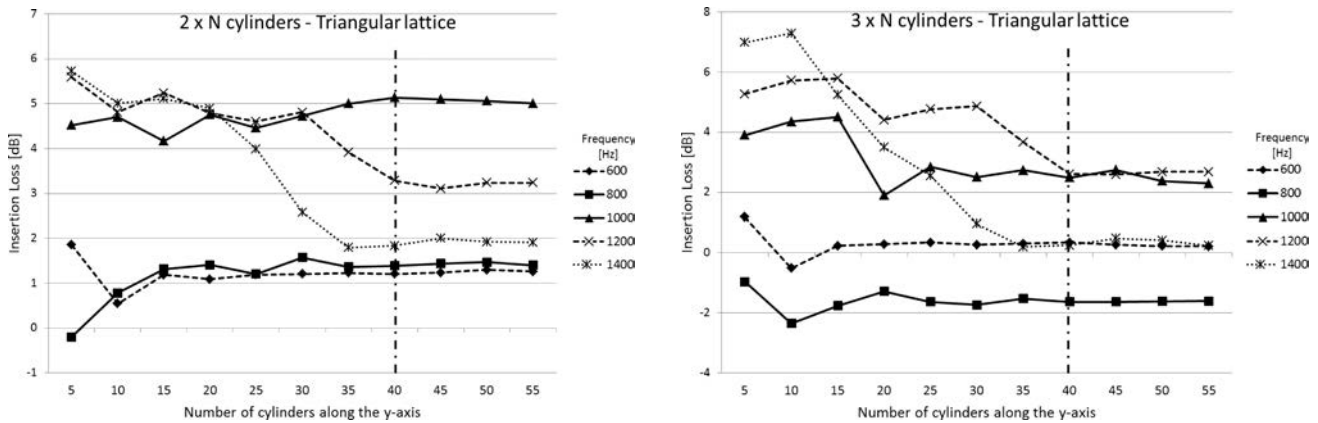 2 x N cylinders - Triangular lattice
7
6
5
4
3
2
1
0
-1
Insertion Loss [dB]
5 10 15 20 25 30 35 40 45 50 55
Number of cylinders along the y-axis
Frequency
[Hz]
600
800
1000
1200
1400
3 x N cylinders - Triangular lattice
8
6
4
2
0
-2
-4
Insertion Loss [dB]
5 10 15 20 25 30 35 40 45 50 55
Number of cylinders along the y-axis
Frequency
[Hz]
600
800
1000
1200
1400